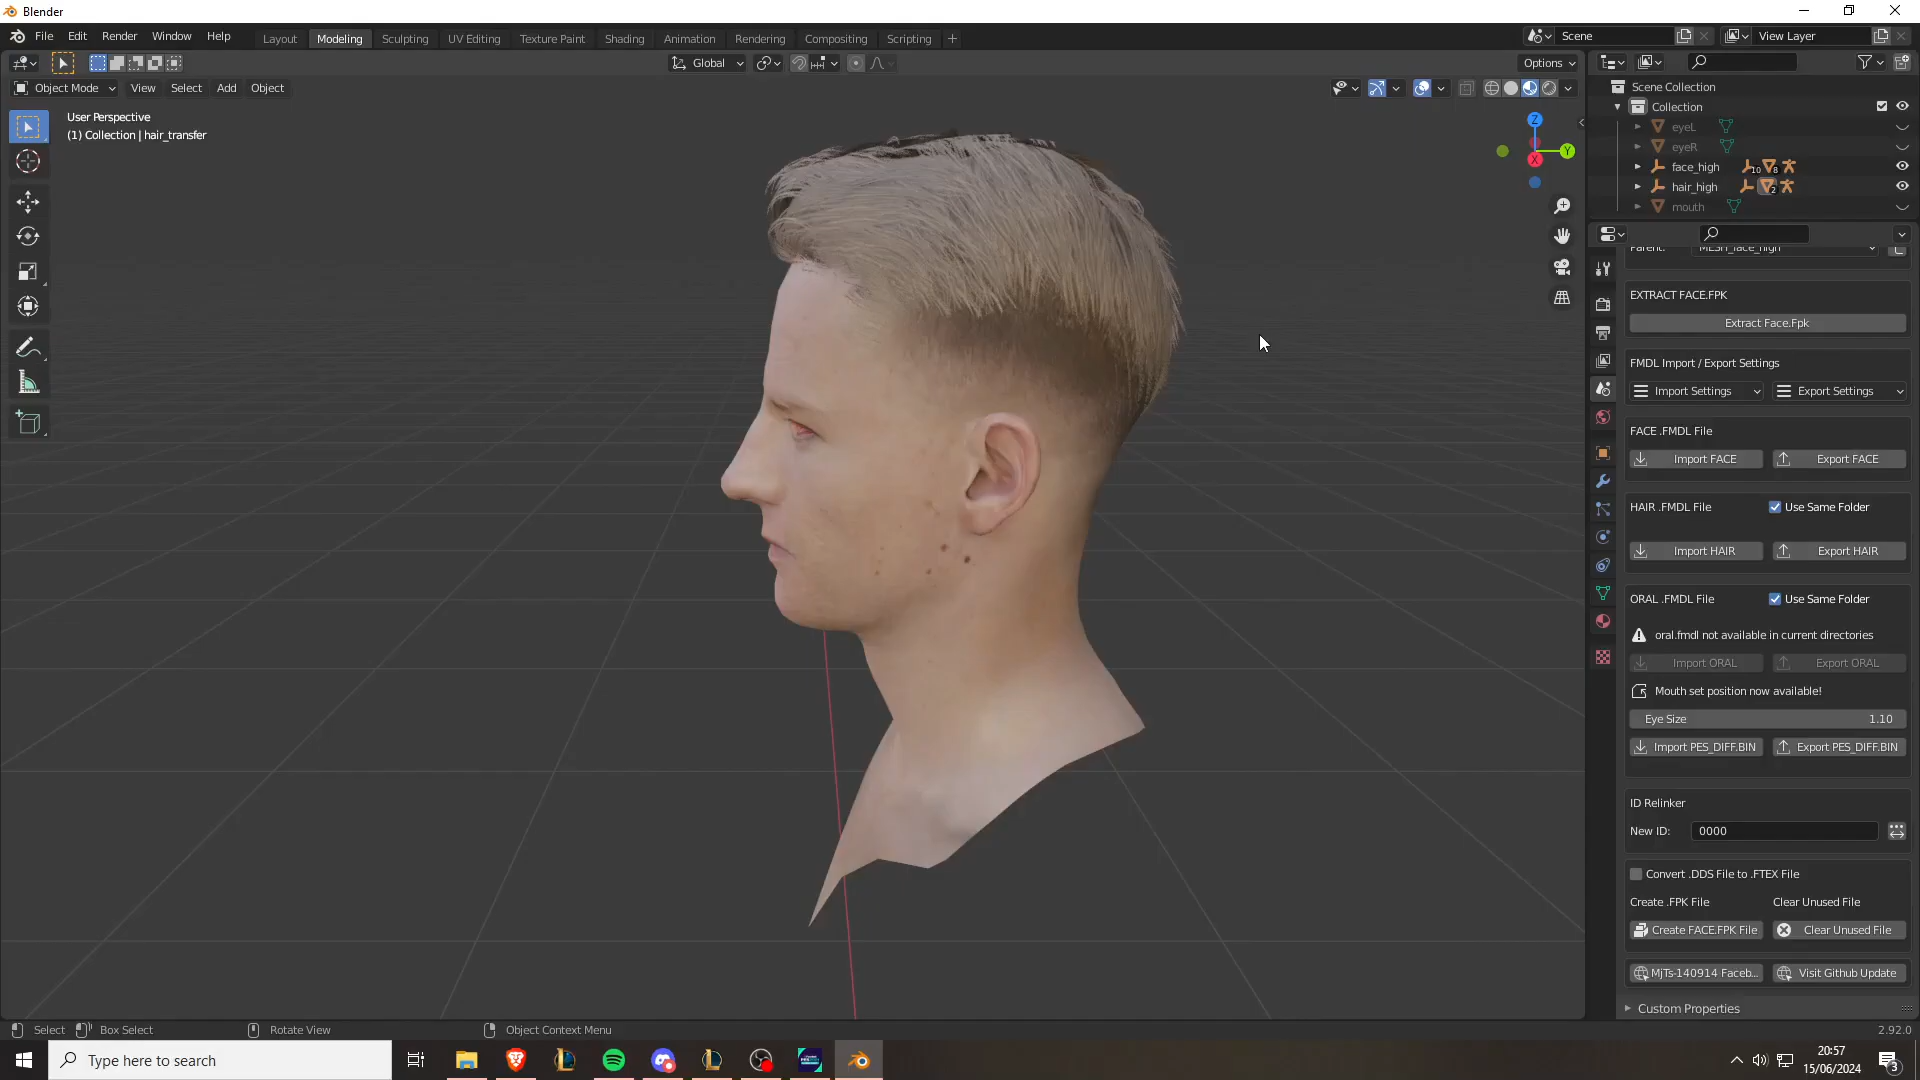 Blender
File Edit Render Window Help
Layout Modeling Sculpting UV Editing Texture Paint Shading Animation Rendering Compositing Scripting +
Scene
View Layer
Global
Options
Object Mode View Select Add Object
User Perspective
(1) Collection | hair_transfer
Z
Y
X
Scene Collection
Collection
eyeL
eyeR
face_high 10 8
hair_high 2
mouth
Parent: MESH_face_high
EXTRACT FACE.FPK
Extract Face.Fpk
FMDL Import / Export Settings
Import Settings Export Settings
FACE .FMDL File
Import FACE Export FACE
HAIR .FMDL File Use Same Folder
Import HAIR Export HAIR
ORAL .FMDL File Use Same Folder
oral.fmdl not available in current directories
Import ORAL Export ORAL
Mouth set position now available!
Eye Size 1.10
Import PES_DIFF.BIN Export PES_DIFF.BIN
ID Relinker
New ID: 0000
Convert .DDS File to .FTEX File
Create .FPK File Clear Unused File
Create FACE.FPK File Clear Unused File
MjTs-140914 Faceb... Visit Github Update
Custom Properties
Select Box Select Rotate View Object Context Menu
2.92.0
Type here to search
20:57
15/06/2024
3